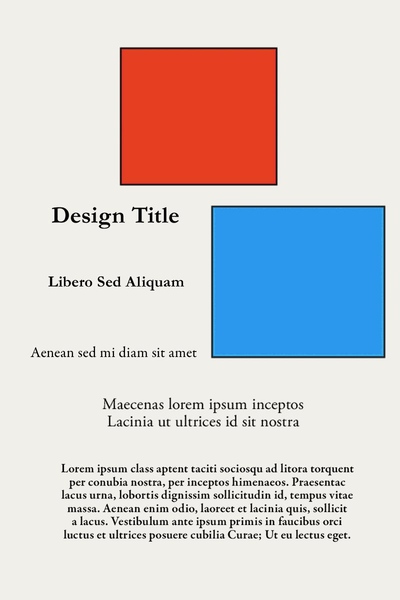 Design Title
Libero Sed Aliquam
Aenean sed mi diam sit amet
Maecenas lorem ipsum inceptos
Lacinia ut ultrices id sit nostra
Lorem ipsum class aptent taciti sociosqu ad litora torquent
per conubia nostra, per inceptos himenaeos. Praesentac
lacus urna, lobortis dignissim sollicitudin id, tempus vitae
massa. Aenean enim odio, laoreet et lacinia quis, sollicit
a lacus. Vestibulum ante ipsum primis in faucibus orci
luctus et ultrices posuere cubilia Curae; Ut eu lectus eget.